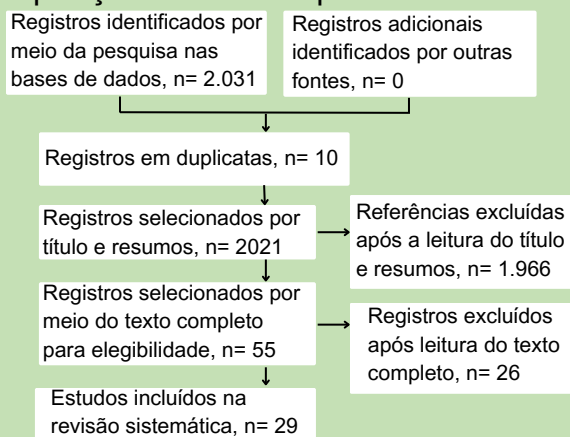 Registros identificados por
meio da pesquisa nas
bases de dados, n= 2.031
Registros adicionais
identificados por outras
fontes, n= 0
Registros em duplicatas, n= 10
Registros selecionados por
título e resumos, n= 2021
Referências excluídas
após a leitura do título
e resumos, n= 1.966
Registros selecionados por
meio do texto completo
para elegibilidade, n= 55
Registros excluídos
após leitura do texto
completo, n= 26
Estudos incluídos na
revisão sistemática, n= 29